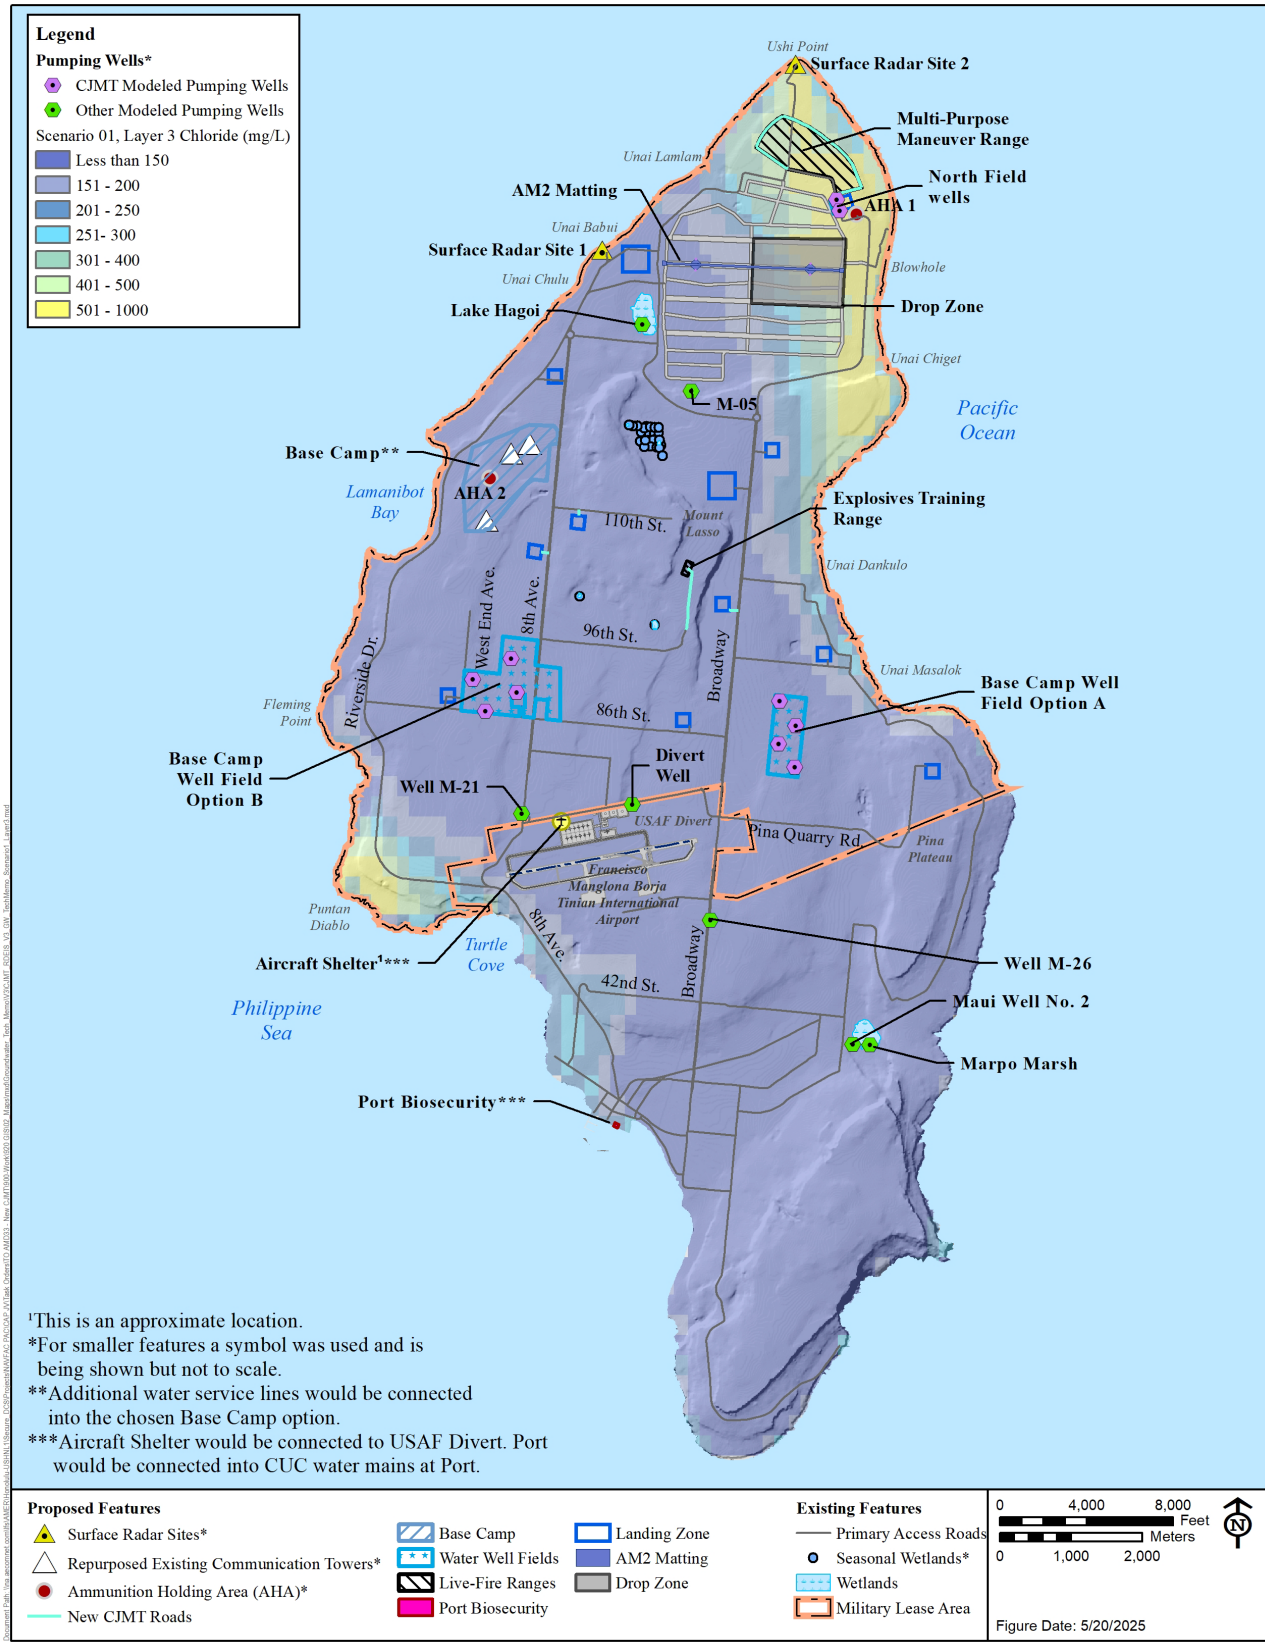 Legend
Pumping Wells*
CJMT Modeled Pumping Wells
Other Modeled Pumping Wells
Scenario 01, Layer 3 Chloride (mg/L)
Less than 150
151 - 200
201 - 250
251- 300
301 - 400
401 - 500
501 - 1000
Ushi Point
Surface Radar Site 2
Multi-Purpose
Maneuver Range
Unai Lamlam
North Field
wells
AM2 Matting
AHA 1
Unai Babui
Surface Radar Site 1
Blowhole
Unai Chulu
Lake Hagoi
Drop Zone
Unai Chiget
M-05
Pacific
Ocean
Base Camp**
AHA 2
Lamanibot
Bay
Explosives Training
Range
110th St.
Mount
Lasso
Unai Dankulo
West End Ave.
8th Ave.
96th St.
Broadway
Riverside Dr.
Unai Masalok
Base Camp Well
Field Option A
Fleming
Point
86th St.
Base Camp
Well Field
Option B
Divert
Well
Well M-21
USAF Divert
Pina Quarry Rd.
Pina
Plateau
Francisco
Manglona Borja
Tinian International
Airport
Puntan
Diablo
8th Ave.
Turtle
Cove
Aircraft Shelter¹***
Broadway
Well M-26
42nd St.
Philippine
Sea
Maui Well No. 2
Marpo Marsh
Port Biosecurity***
¹This is an approximate location.
*For smaller features a symbol was used and is
being shown but not to scale.
**Additional water service lines would be connected
into the chosen Base Camp option.
***Aircraft Shelter would be connected to USAF Divert. Port
would be connected into CUC water mains at Port.
Proposed Features
Surface Radar Sites*
Repurposed Existing Communication Towers*
Ammunition Holding Area (AHA)*
New CJMT Roads
Base Camp
Water Well Fields
Live-Fire Ranges
Port Biosecurity
Landing Zone
AM2 Matting
Drop Zone
Existing Features
Primary Access Roads
Seasonal Wetlands*
Wetlands
Military Lease Area
0 4,000 8,000
Feet
Meters
0 1,000 2,000
N
Figure Date: 5/20/2025